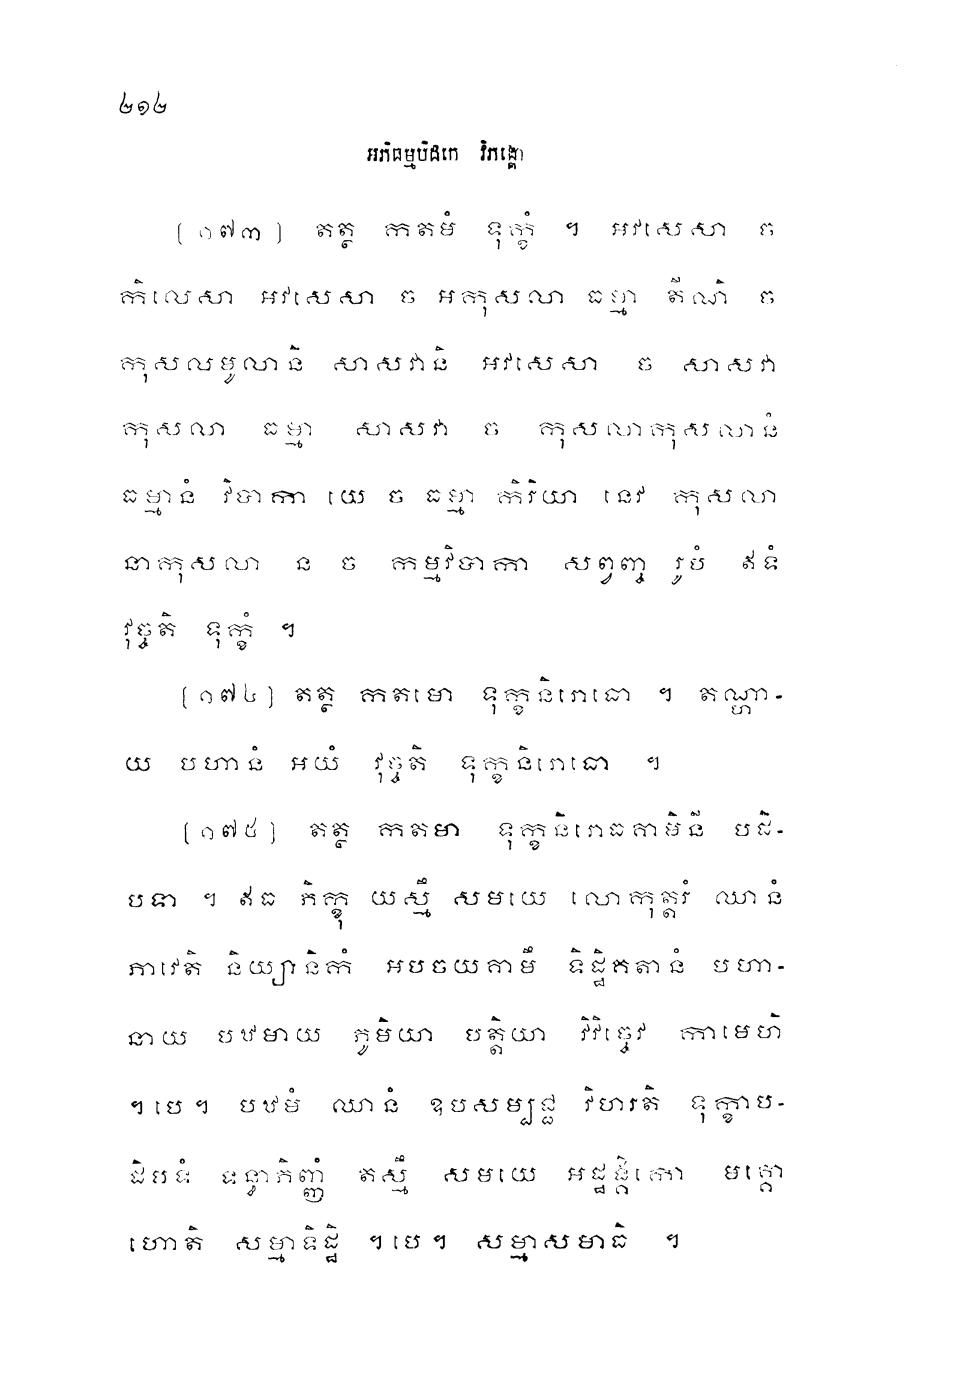 ២១២
អភិធម្មបិដកេ វិភង្គោ
[១៧៣] តត្ថ កតមំ ទុក្ខំ ។ អវសេសា ច
កិលេសា អវសេសា ច អកុសលា ធម្មា តីណិ ច
កុសលមូលានិ សាសវានិ អវសេសា ច សាសវា
កុសលា ធម្មា សាសវា ច កុសលាកុសលានំ
ធម្មានំ វិបាកា យេ ច ធម្មា កិរិយា នេវ កុសលា
នាកុសលា ន ច កម្មវិបាកា សព្វញ្ច រូបំ ឥទំ
វុច្ចតិ ទុក្ខំ ។
[១៧៤] តត្ថ កតមោ ទុក្ខនិរោធោ ។ តណ្ហា-
យ បហានំ អយំ វុច្ចតិ ទុក្ខនិរោធោ ។
[១៧៥] តត្ថ កតមា ទុក្ខនិរោធគាមិនី បដិ-
បទា ។ ឥធ ភិក្ខុ យស្មឹ សមយេ លោកុត្តរំ ឈានំ
ភាវេតិ និយ្យានិកំ អបចយគាមឹ ទិដ្ឋិគតានំ បហា-
នាយ បឋមាយ ភូមិយា បត្តិយា វិវិច្ចេវ កាមេហិ
។បេ។ បឋមំ ឈានំ ឧបសម្បជ្ជ វិហរតិ ទុក្ខាប-
ដិបទំ ទន្ធាភិញ្ញំ តស្មឹ សមយេ អដ្ឋង្គិកោ មគ្គោ
ហោតិ សម្មាទិដ្ឋិ ។បេ។ សម្មាសមាធិ ។